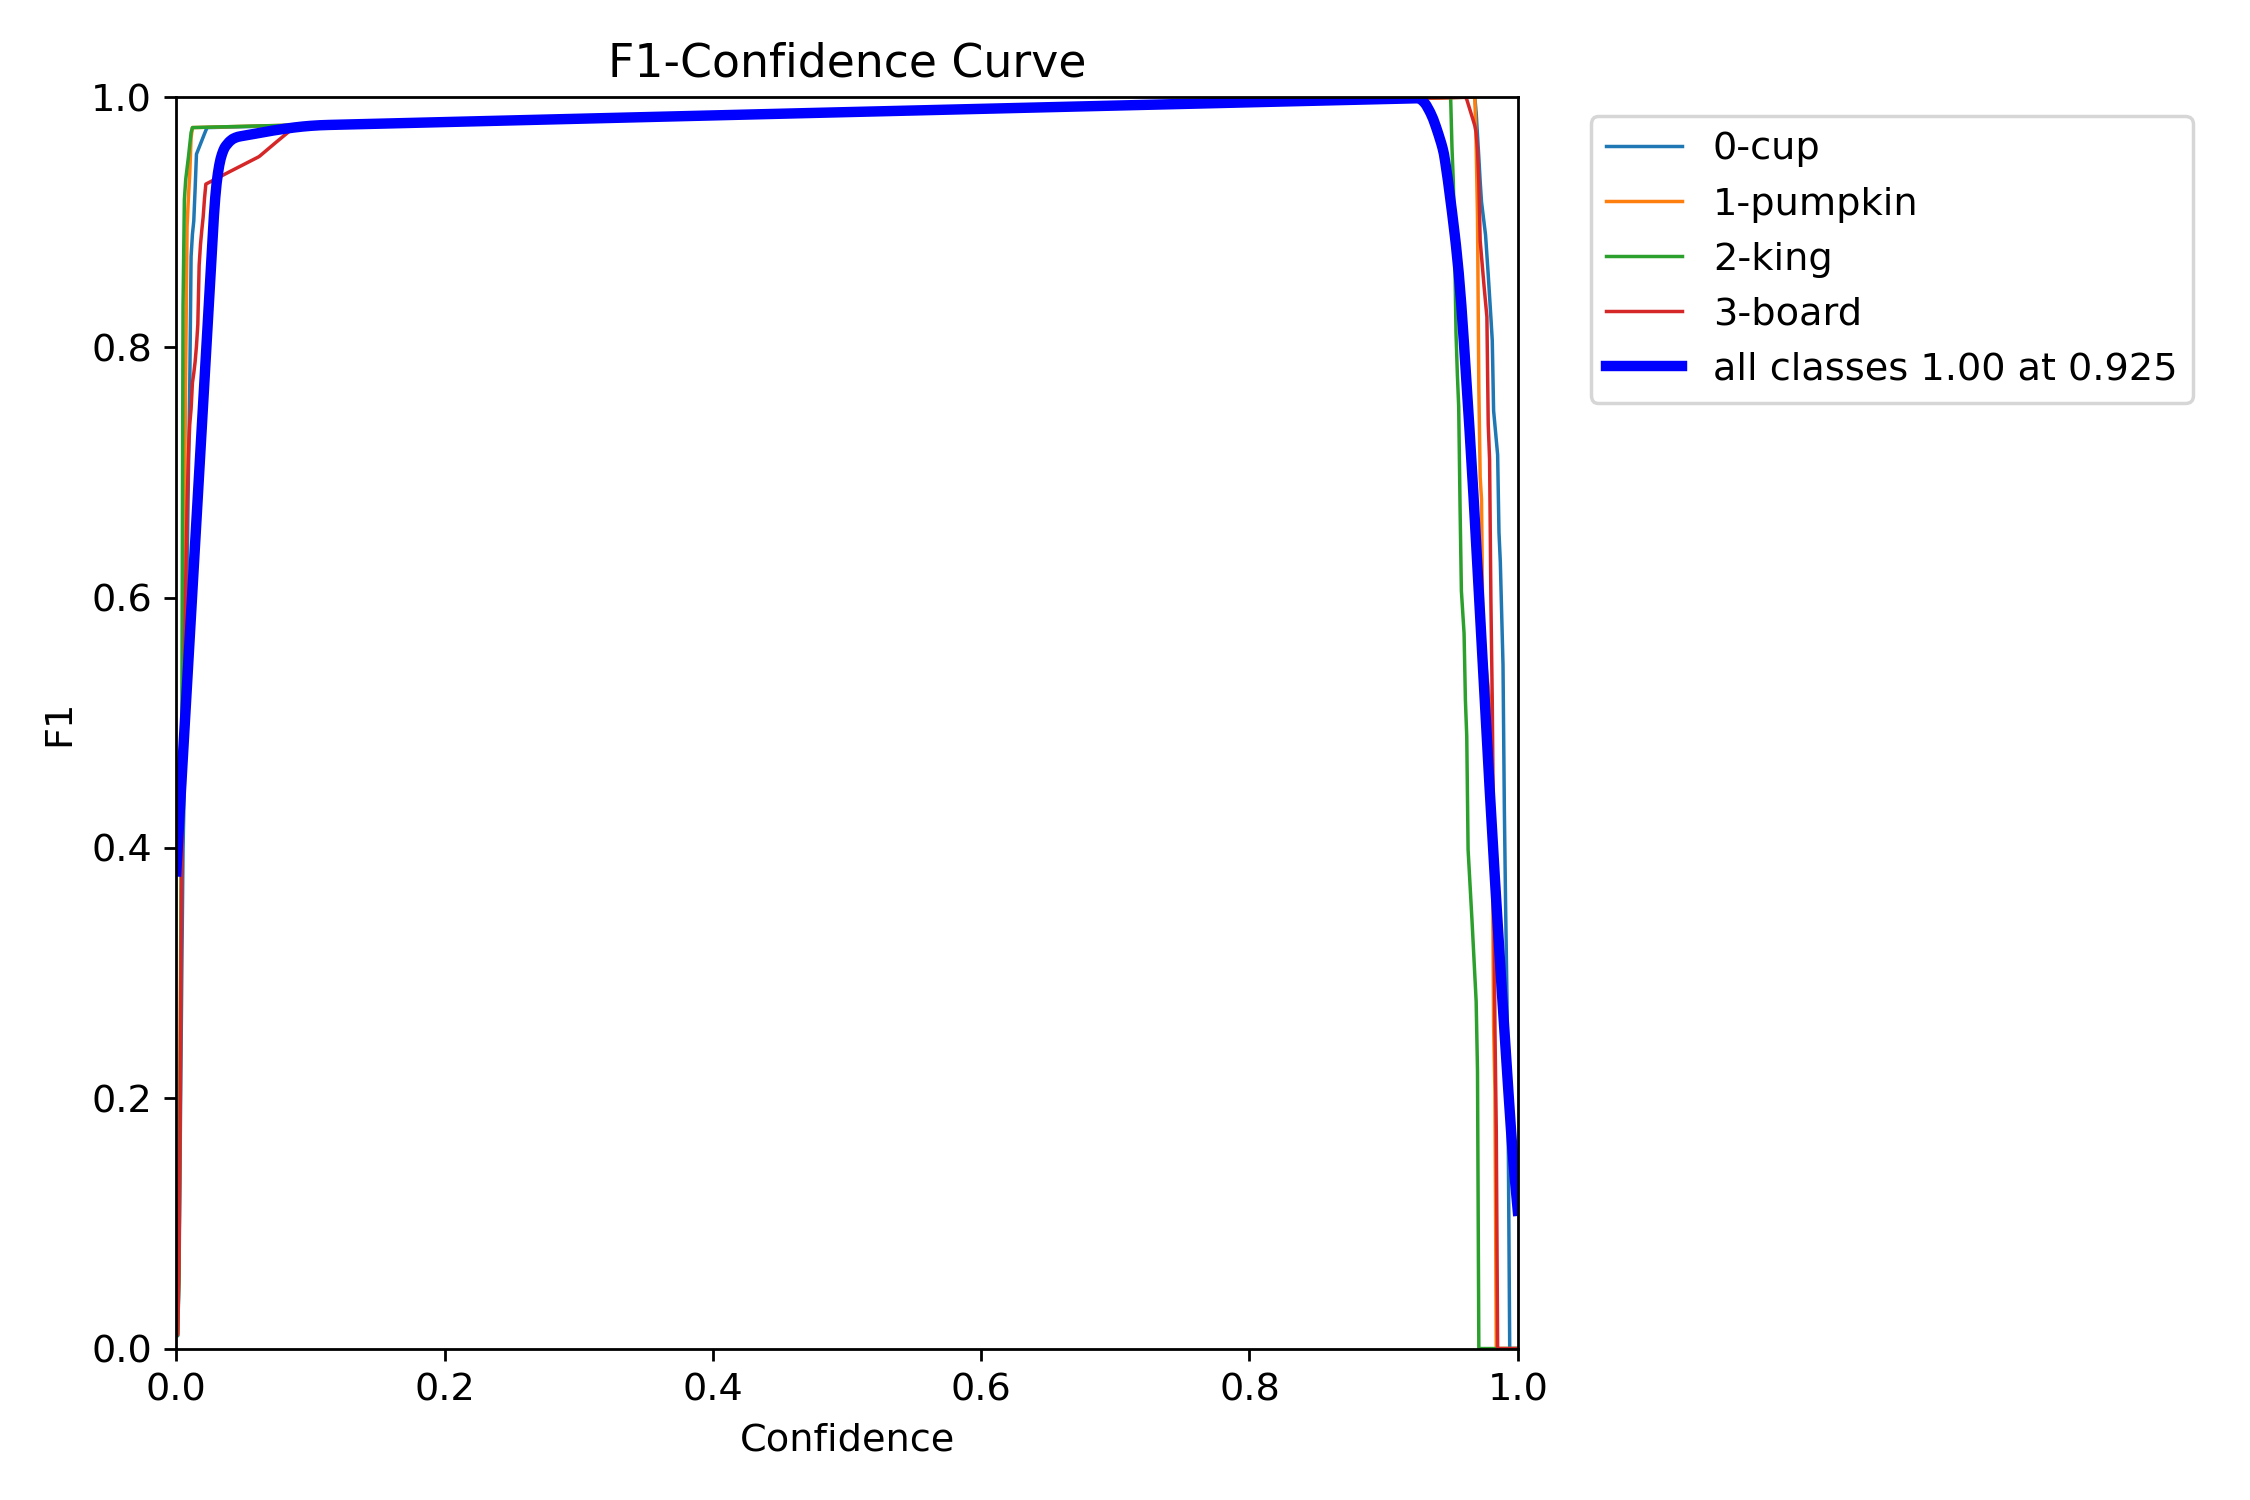 F1-Confidence Curve
1.0
0.8
0.6
0.4
0.2
0.0
F1
0.0 0.2 0.4 0.6 0.8 1.0
Confidence
0-cup
1-pumpkin
2-king
3-board
all classes 1.00 at 0.925